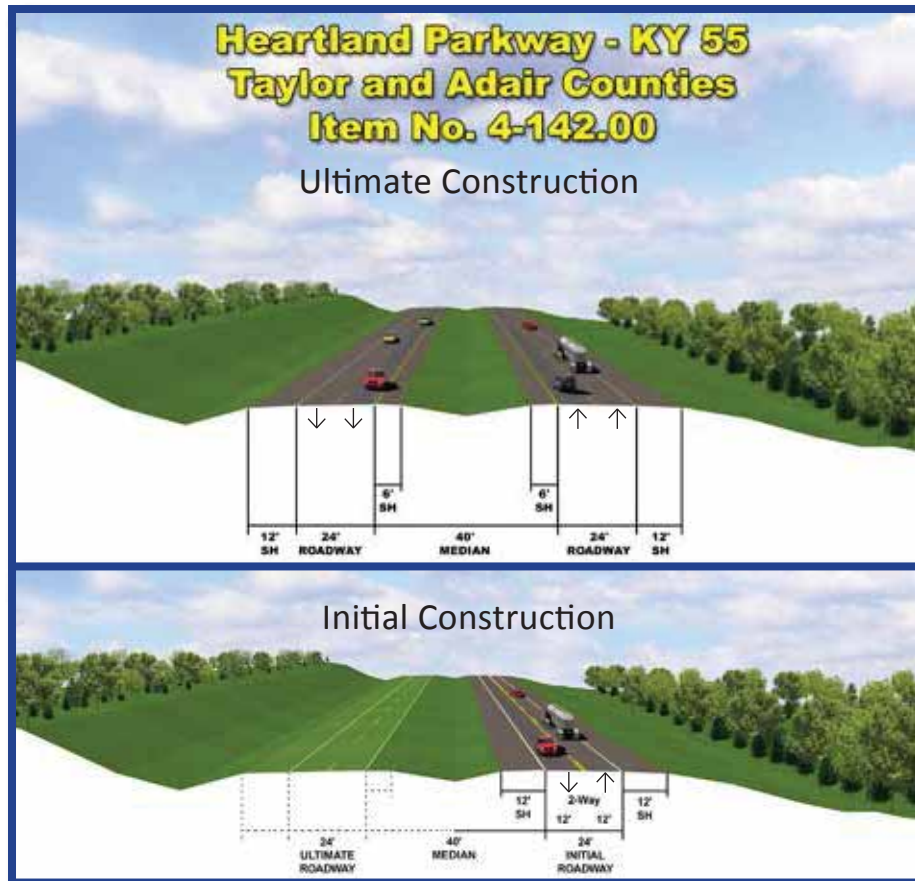 Heartland Parkway - KY 55
Taylor and Adair Counties
Item No. 4-142.00
Ultimate Construction
6' 6'
SH SH
12' 24' 40' 24' 12'
SH ROADWAY MEDIAN ROADWAY SH
Initial Construction
12' 2-Way 12'
SH 12' 12' SH
24' 40' 24'
ULTIMATE MEDIAN INITIAL
ROADWAY ROADWAY